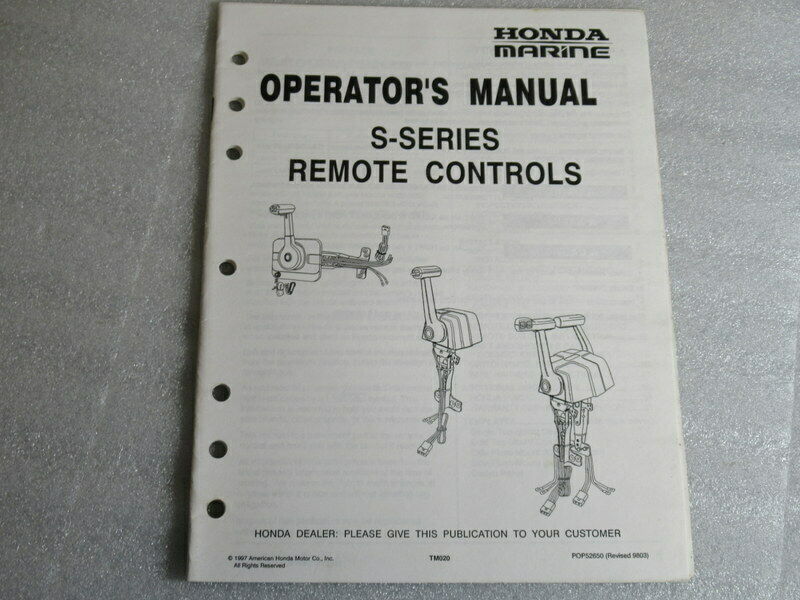 HONDA
MARINE
OPERATOR'S MANUAL
S-SERIES
REMOTE CONTROLS
HONDA DEALER: PLEASE GIVE THIS PUBLICATION TO YOUR CUSTOMER
© 1997 American Honda Motor Co., Inc.
All Rights Reserved
TM020
POP52650 (Revised 9803)